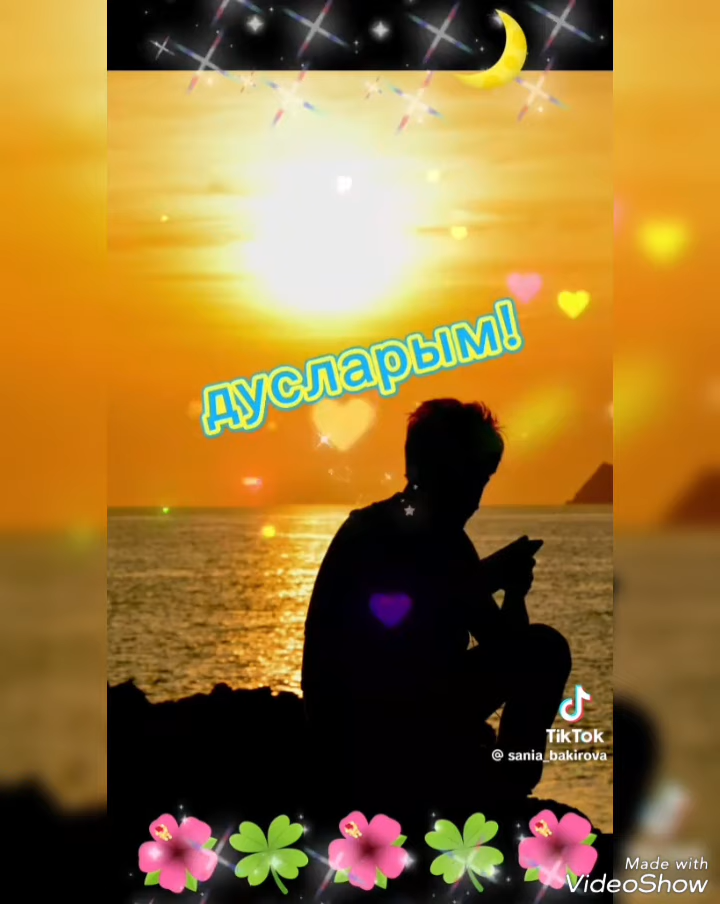 дусларым!
TikTok
@ sania_bakirova
Made with
VideoShow